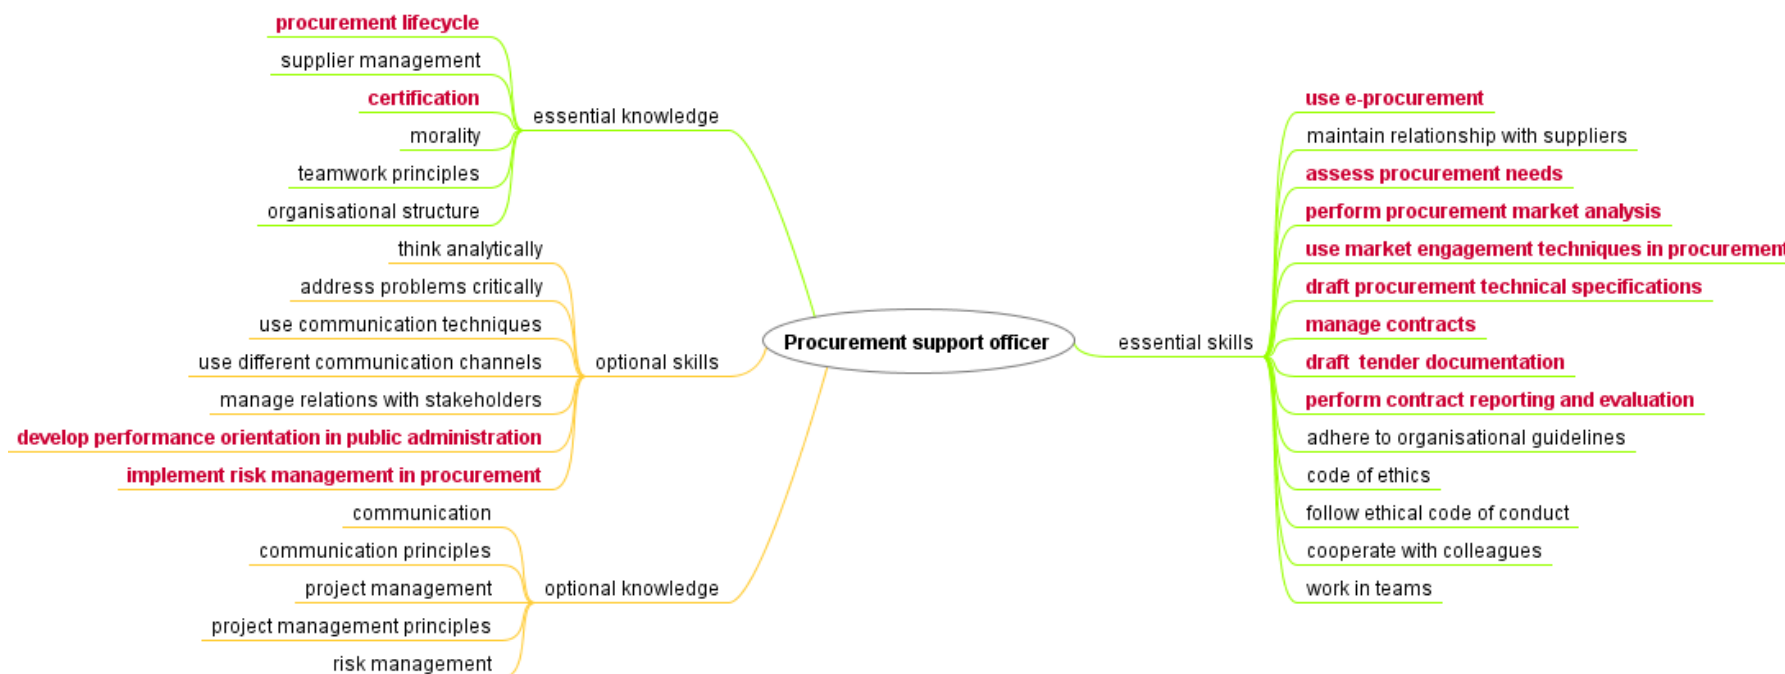 procurement lifecycle
supplier management
certification
morality
teamwork principles
organisational structure
essential knowledge
think analytically
address problems critically
use communication techniques
use different communication channels
manage relations with stakeholders
develop performance orientation in public administration
implement risk management in procurement
optional skills
communication
communication principles
project management
project management principles
risk management
optional knowledge
Procurement support officer
essential skills
use e-procurement
maintain relationship with suppliers
assess procurement needs
perform procurement market analysis
use market engagement techniques in procurement
draft procurement technical specifications
manage contracts
draft  tender documentation
perform contract reporting and evaluation
adhere to organisational guidelines
code of ethics
follow ethical code of conduct
cooperate with colleagues
work in teams